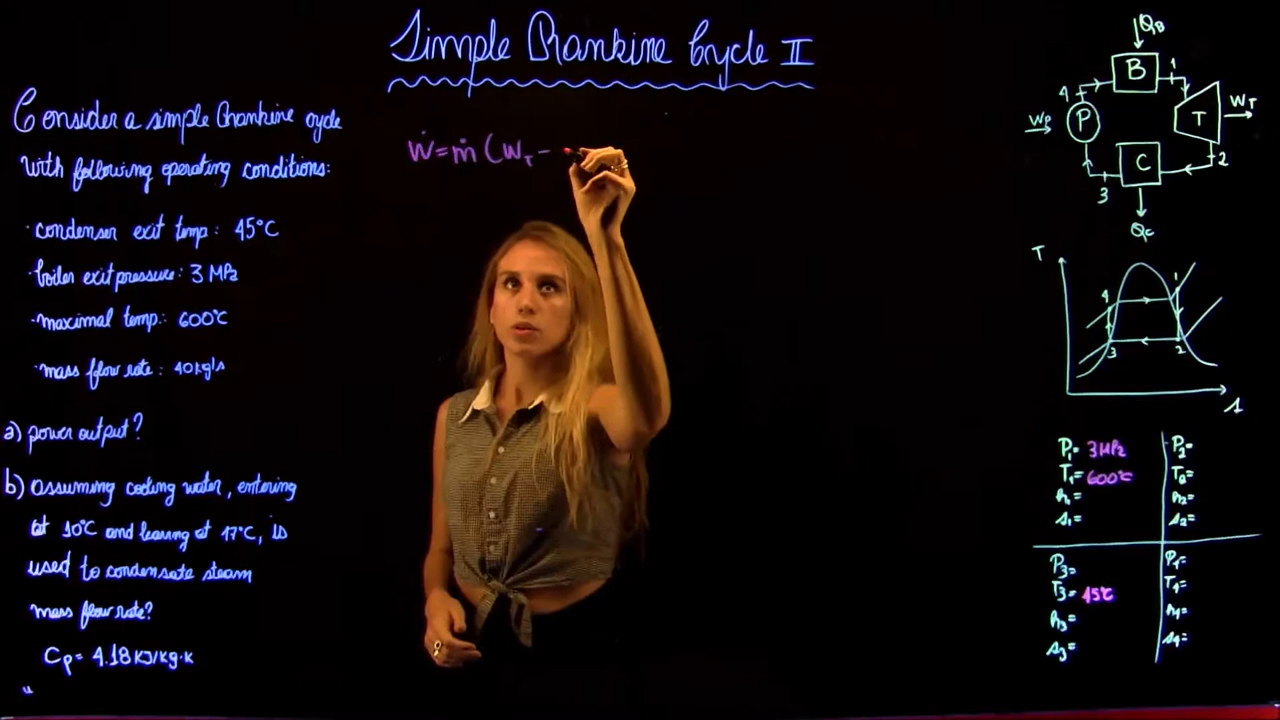 Simple Rankine Cycle II
Consider a simple Rankine cycle
with following operating conditions:
· condenser exit temp: 45°C
· boiler exit pressure: 3 MPa
· maximal temp.: 600°C
· mass flow rate: 40 kg/s
a) power output?
b) assuming cooling water, entering
at 10°C and leaving at 17°C, is
used to condensate steam
mass flow rate?
Cp = 4.18 KJ/kg·K
Ẇ = ṁ (WT -
QB
B
1
4
WP
P
T
WT
C
2
3
QC
T
1
4
3
2
s
P1= 3 MPa
T1= 600°C
h1=
s1=
P2=
T2=
h2=
s2=
P3=
T3= 45°C
h3=
s3=
P4=
T4=
h4=
s4=